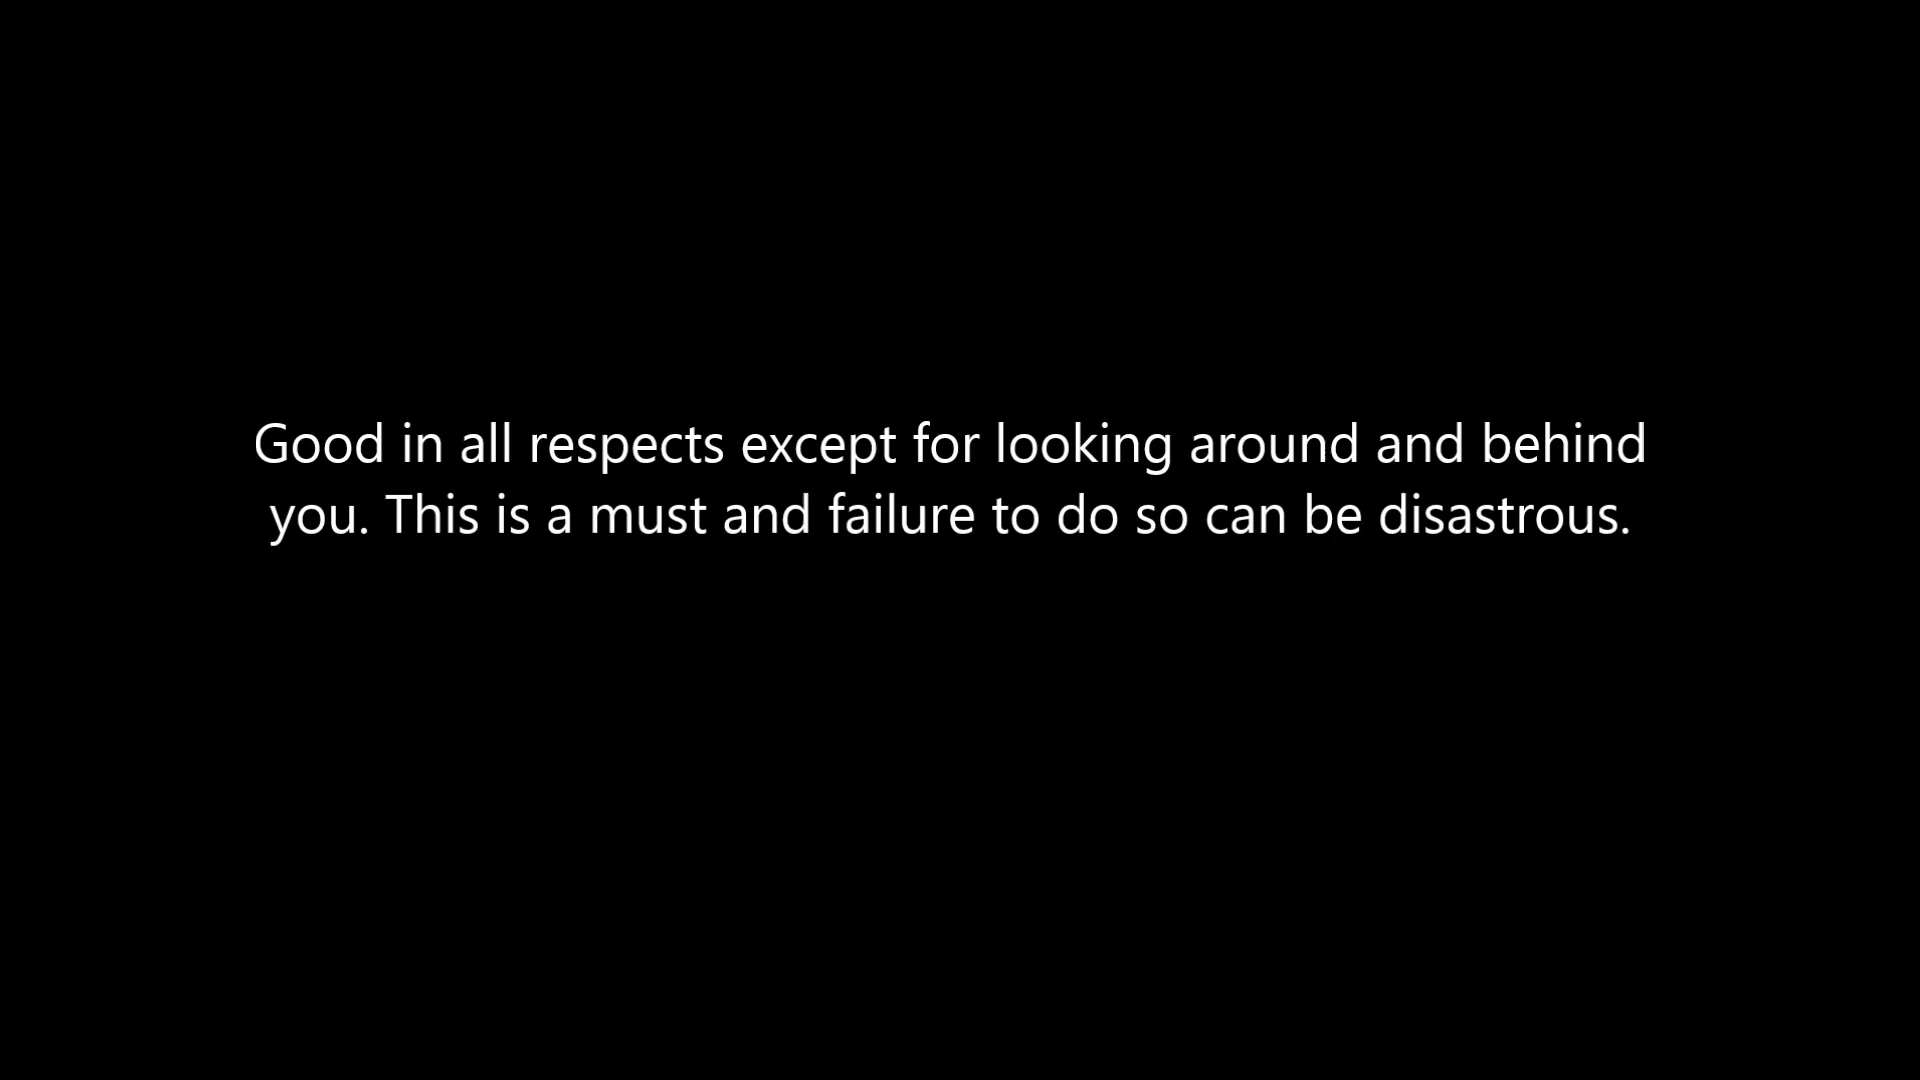 Good in all respects except for looking around and behind
you. This is a must and failure to do so can be disastrous.